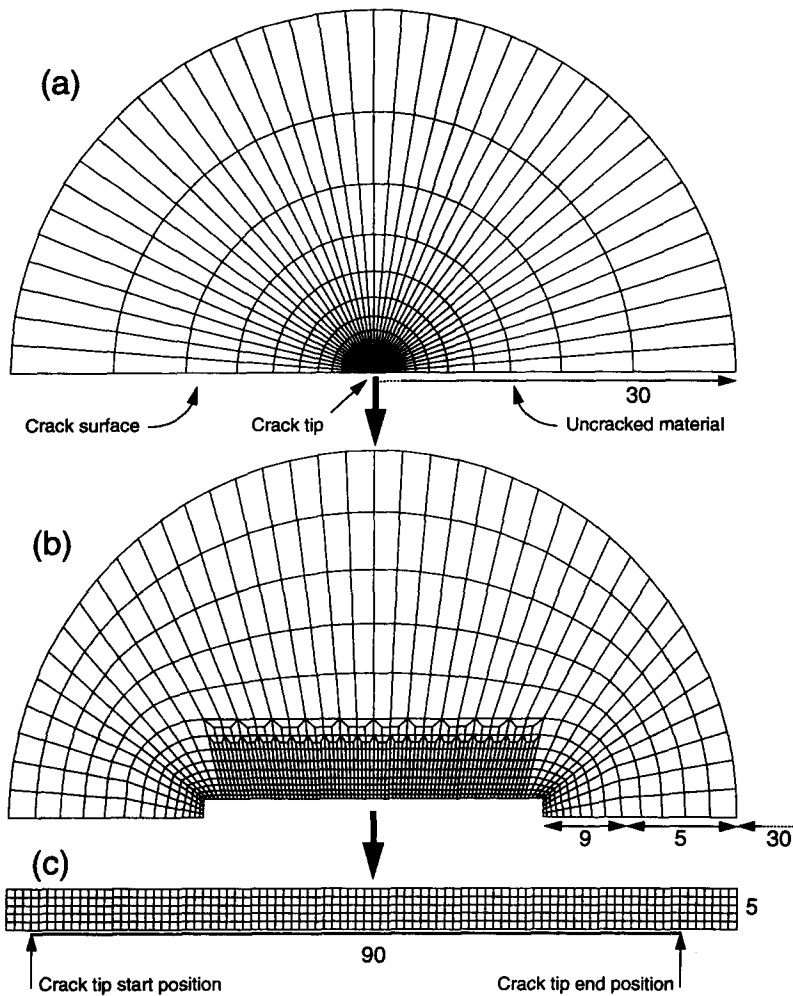 (a)
30
Crack surface
Crack tip
Uncracked material
(b)
9
5
30
(c)
5
90
Crack tip start position
Crack tip end position